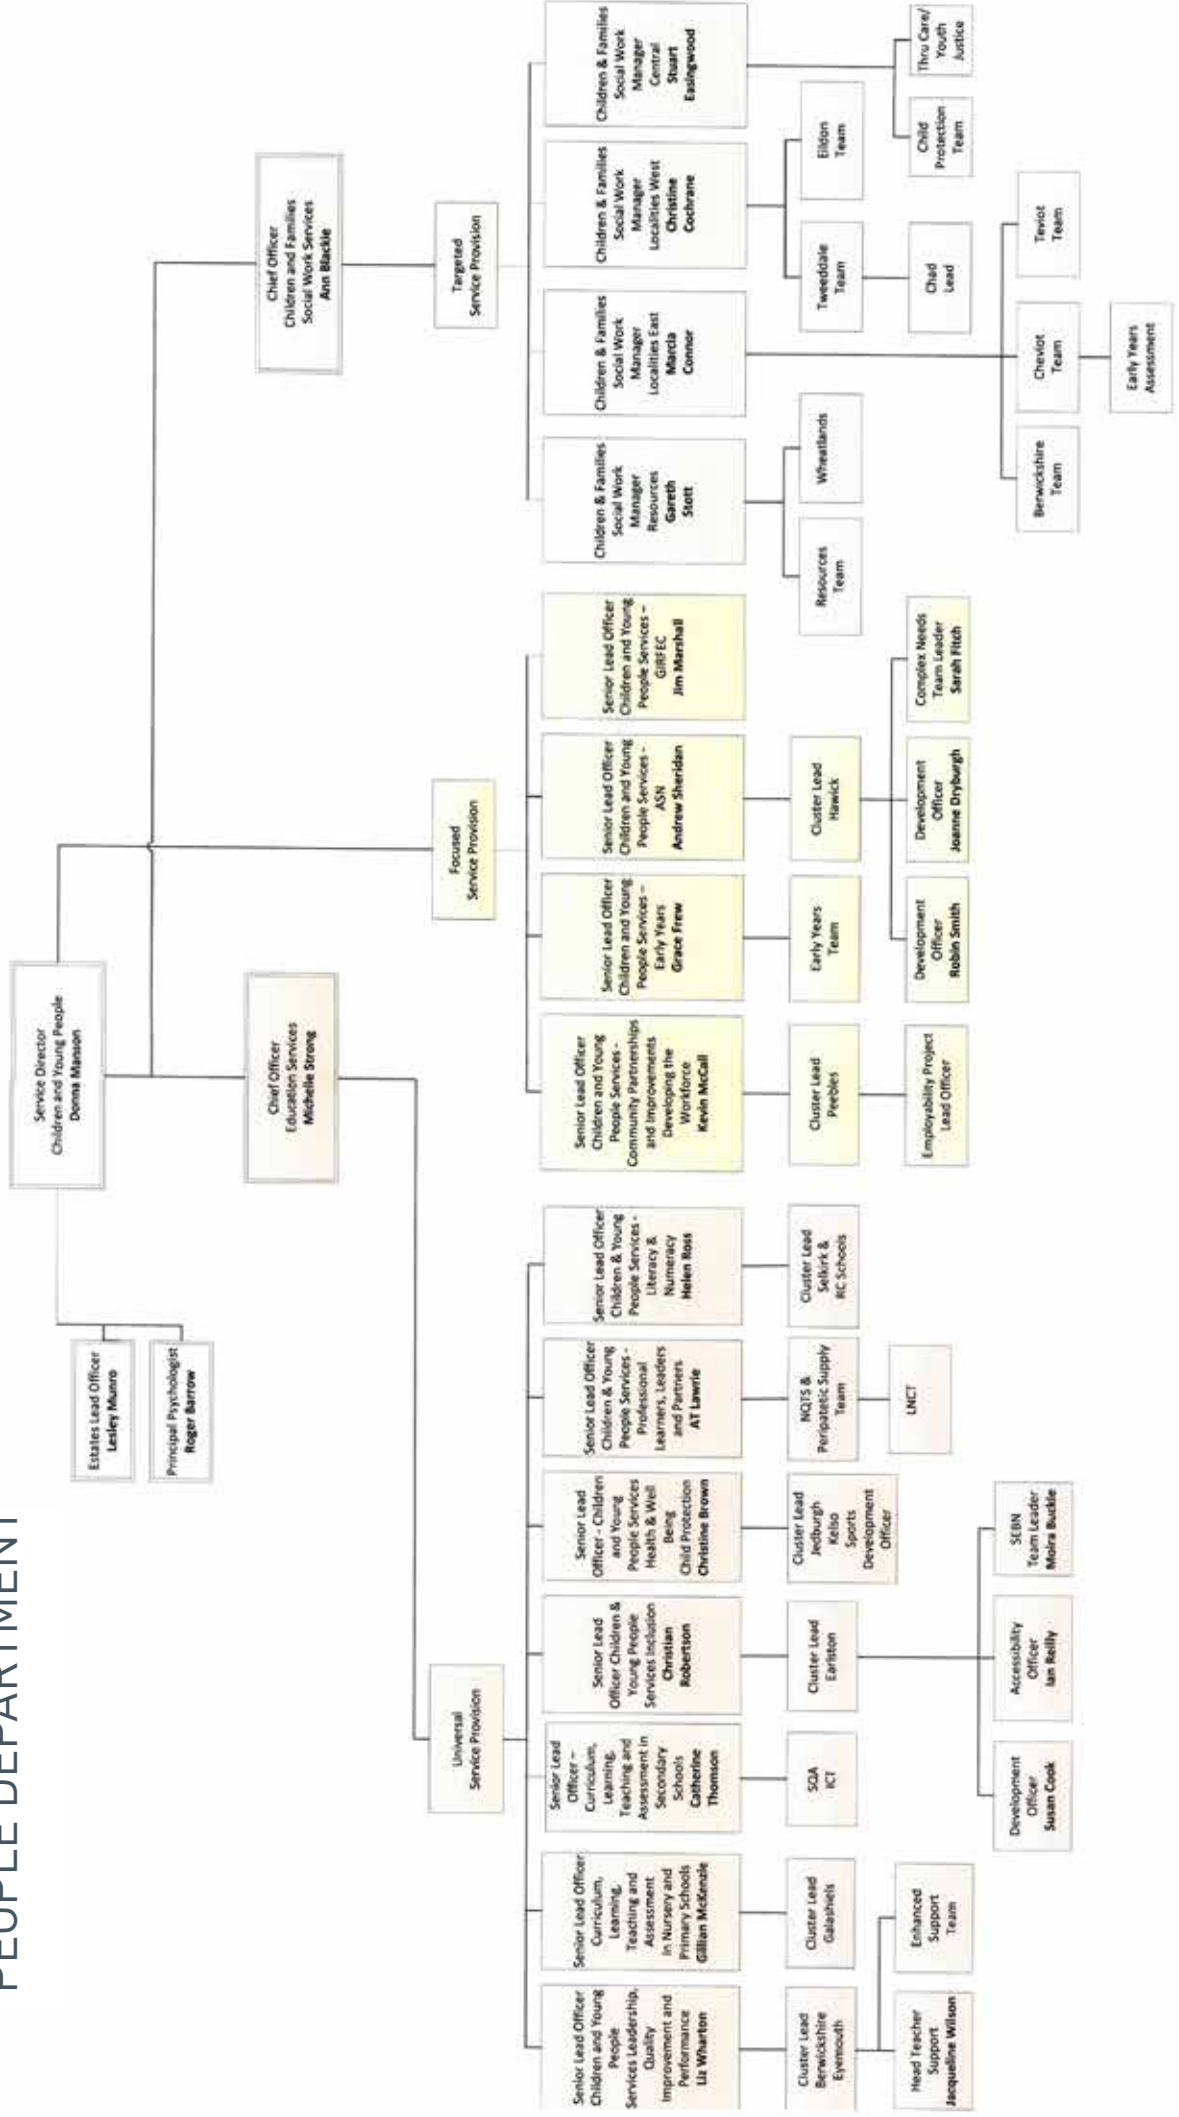 PEOPLE DEPARTMENT
Service Director
Children and Young People
Donna Manson
Estates Lead Officer
Lesley Munro
Principal Psychologist
Roger Barrow
Chief Officer
Education Services
Michelle Strong
Chief Officer
Children and Families
Social Work Services
Ann Blackie
Universal
Service Provision
Focused
Service Provision
Targeted
Service Provision
Senior Lead Officer
Children and Young
People
Services Leadership,
Quality
Improvement and
Performance
Liz Wharton
Senior Lead Officer
Curriculum,
Learning,
Teaching and
Assessment
in Nursery and
Primary Schools
Gillian McKenzie
Senior Lead
Officer –
Curriculum,
Learning,
Teaching and
Assessment in
Secondary
Schools
Catherine
Thomson
Senior Lead
Officer Children &
Young People
Services Inclusion
Christian
Robertson
Senior Lead
Officer - Children
and Young
People Services
Health & Well
Being
Child Protection
Christine Brown
Senior Lead Officer
Children & Young
People Services -
Professional
Learners, Leaders
and Partners
AT Lawrie
Senior Lead Officer
Children & Young
People Services -
Literacy &
Numeracy
Helen Ross
Senior Lead Officer
Children and Young
People Services -
Community Partnerships
and Improvements
Developing the
Workforce
Kevin McCall
Senior Lead Officer
Children and Young
People Services –
Early Years
Grace Frew
Senior Lead Officer
Children and Young
People Services -
ASN
Andrew Sheridan
Senior Lead Officer
Children and Young
People Services –
GIRFEC
Jim Marshall
Children & Families
Social Work
Manager
Resources
Gareth
Stott
Children & Families
Social Work
Manager
Localities East
Marcia
Connor
Children & Families
Social Work
Manager
Localities West
Christine
Cochrane
Children & Families
Social Work
Manager
Central
Stuart
Easingwood
Cluster Lead
Berwickshire
Eyemouth
Cluster Lead
Galashiels
SQA
ICT
Cluster Lead
Earlston
Cluster Lead
Jedburgh
Kelso
Sports
Development
Officer
NQTS &
Peripatetic Supply
Team
Cluster Lead
Selkirk &
RC Schools
Cluster Lead
Peebles
Early Years
Team
Cluster Lead
Hawick
Resources
Team
Wheatlands
Tweeddale
Team
Eildon
Team
Head Teacher
Support
Jacqueline Wilson
Enhanced
Support
Team
LNCT
Employability Project
Lead Officer
Development
Officer
Robin Smith
Development
Officer
Joanne Dryburgh
Complex Needs
Team Leader
Sarah Fitch
Chad
Lead
Child
Protection
Team
Thru Care/
Youth
Justice
Development
Officer
Susan Cook
Accessibility
Officer
Ian Reilly
SEBN
Team Leader
Moira Buckle
Berwickshire
Team
Cheviot
Team
Teviot
Team
Early Years
Assessment